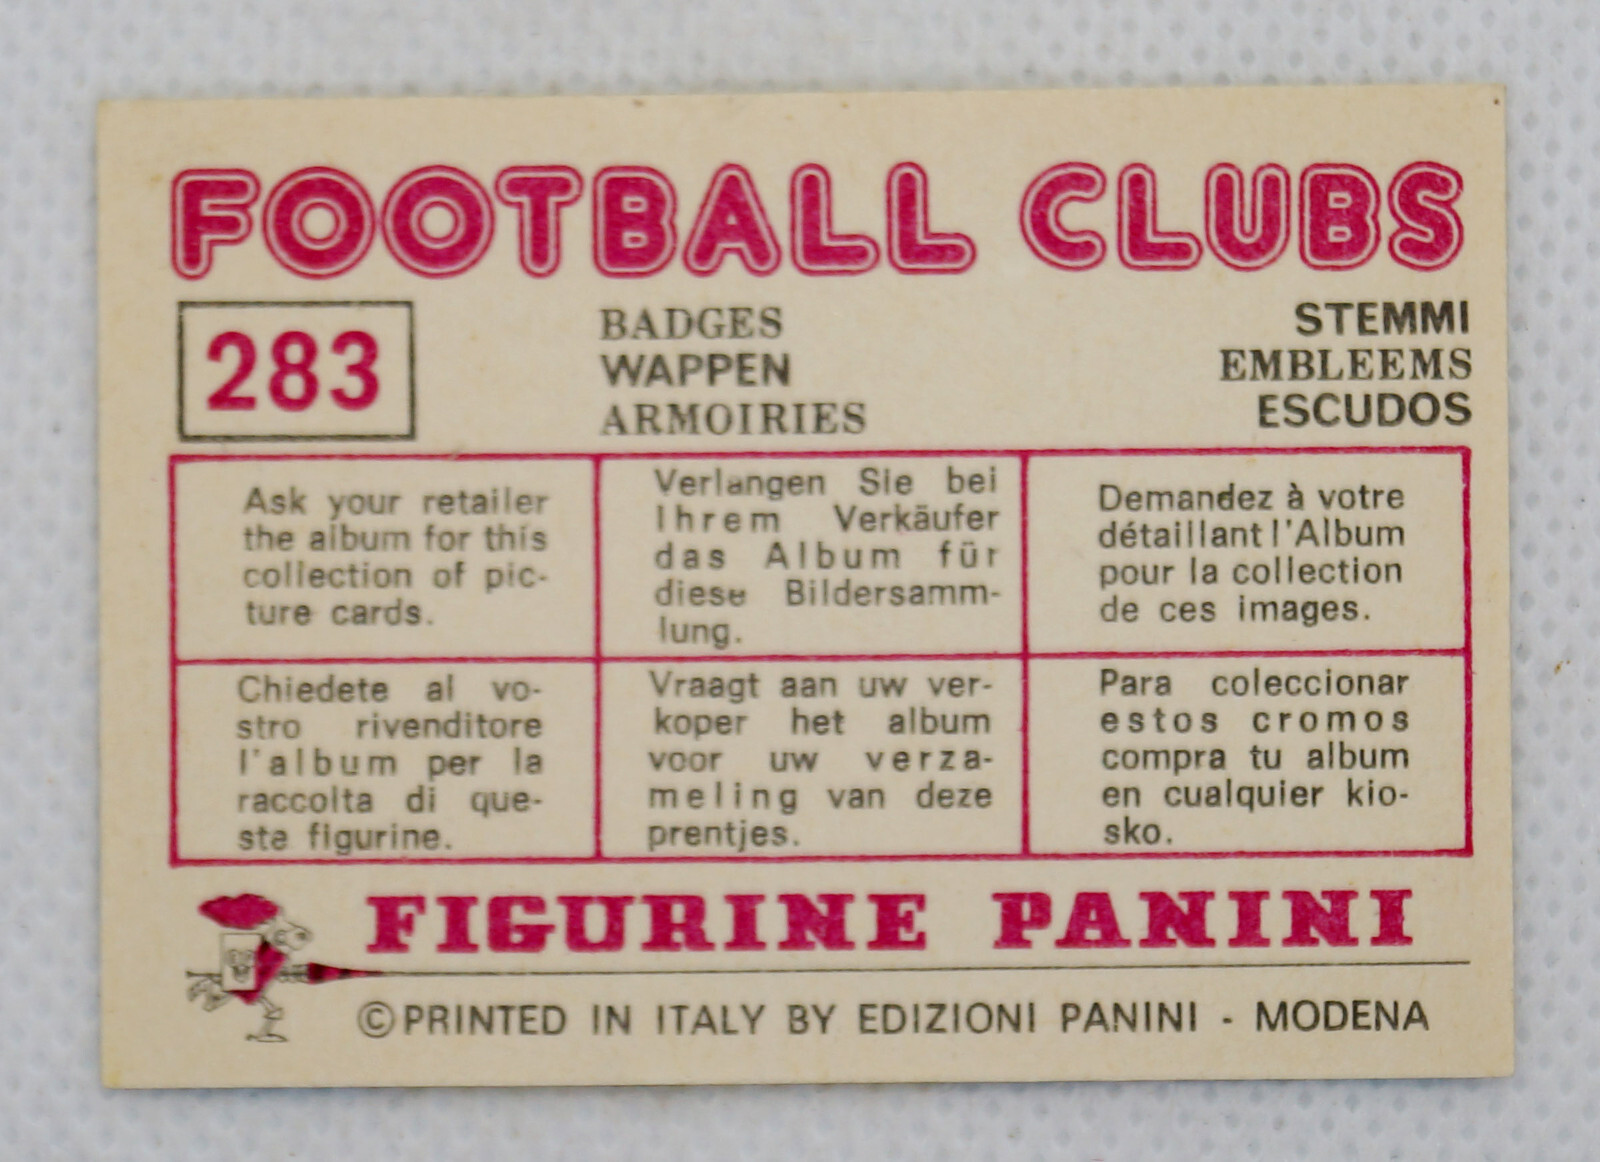 FOOTBALL CLUBS
283
BADGES
WAPPEN
ARMOIRIES
STEMMI
EMBLEEMS
ESCUDOS
Ask your retailer
the album for this
collection of pic-
ture cards.
Verlangen Sie bei
Ihrem Verkäufer
das Album für
diese Bildersamm-
lung.
Demandez à votre
détaillant l'Album
pour la collection
de ces images.
Chiedete al vo-
stro rivenditore
l'album per la
raccolta di que-
ste figurine.
Vraagt aan uw ver-
koper het album
voor uw verza-
meling van deze
prentjes.
Para coleccionar
estos cromos
compra tu album
en cualquier kio-
sko.
FIGURINE PANINI
©PRINTED IN ITALY BY EDIZIONI PANINI - MODENA